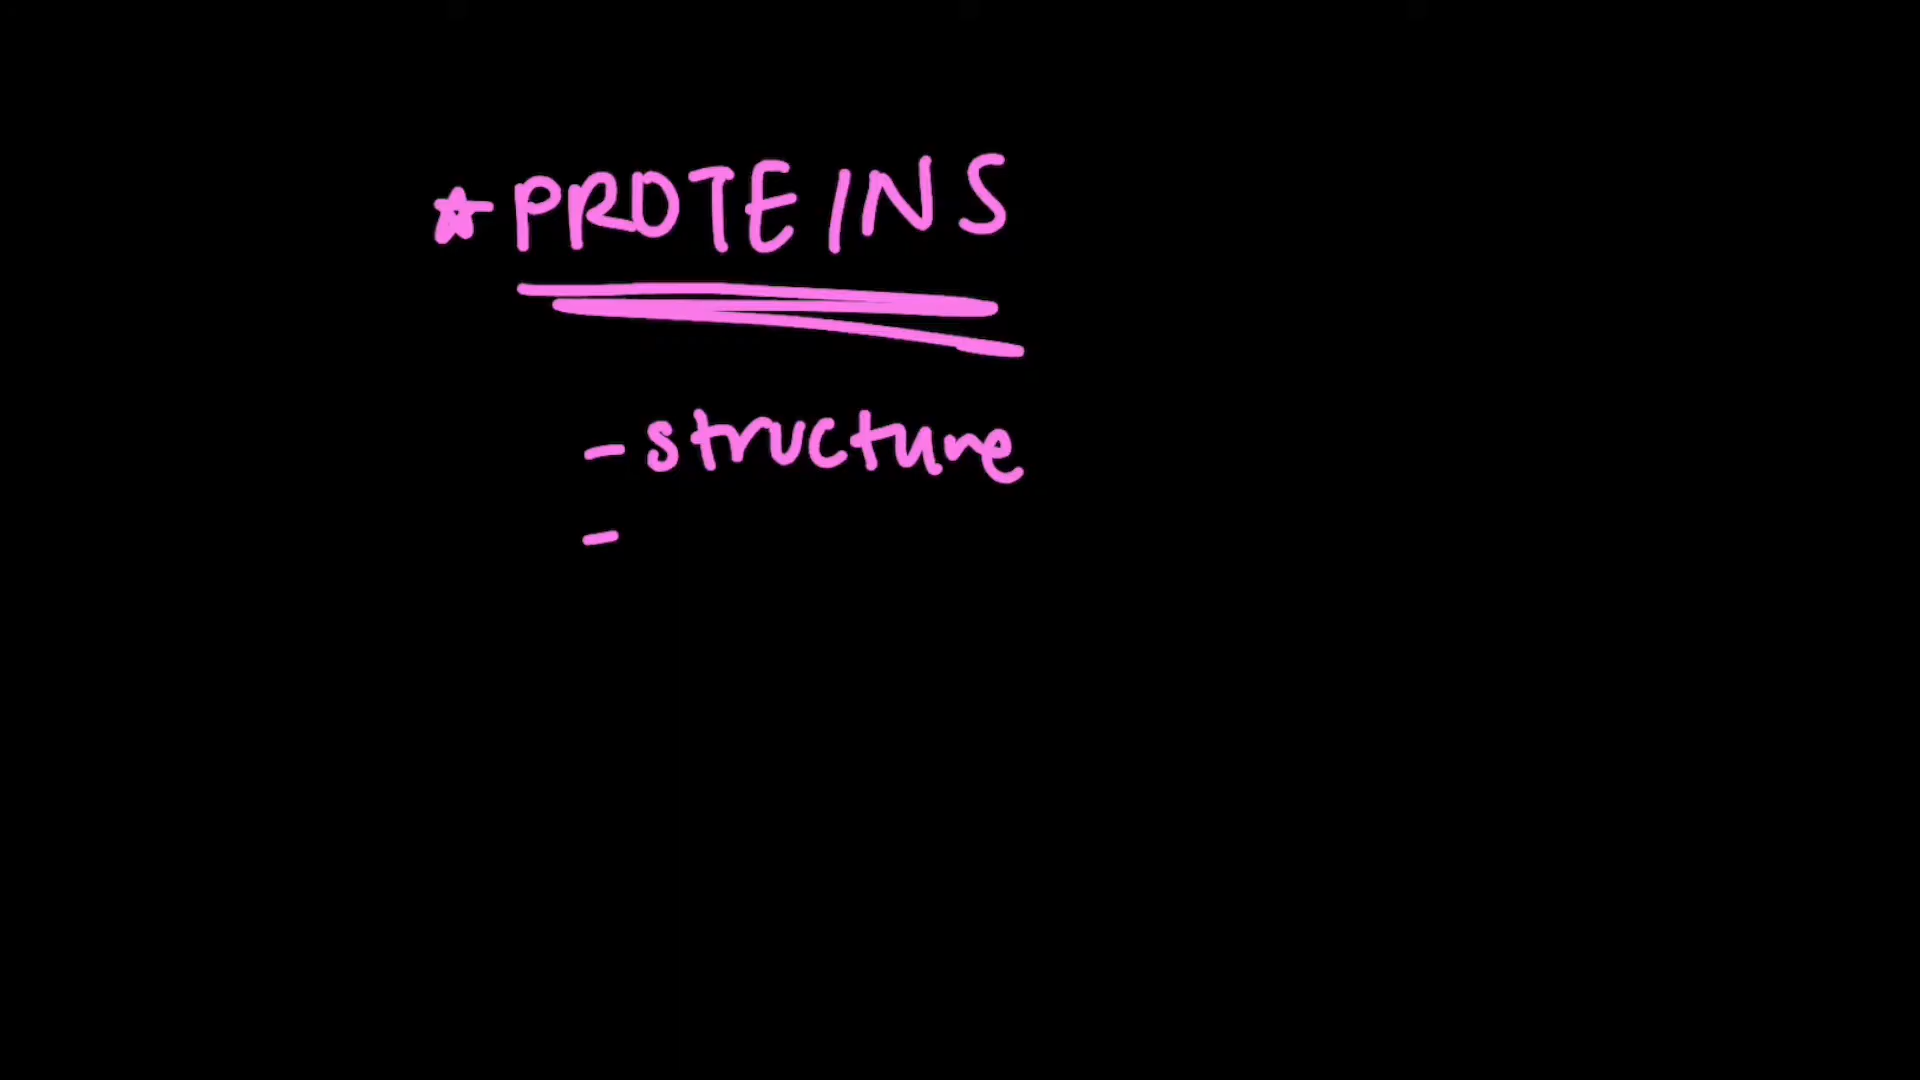 ☆ PROTEINS
- structure
-